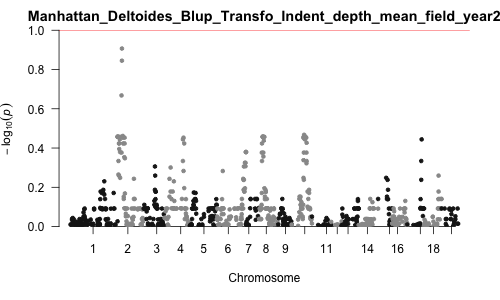 Manhattan_Deltoides_Blup_Transfo_Indent_depth_mean_field_year2
− log₁₀(p)
1.0
0.8
0.6
0.4
0.2
0.0
1 2 3 4 5 6 7 8 9 11 14 16 18
Chromosome